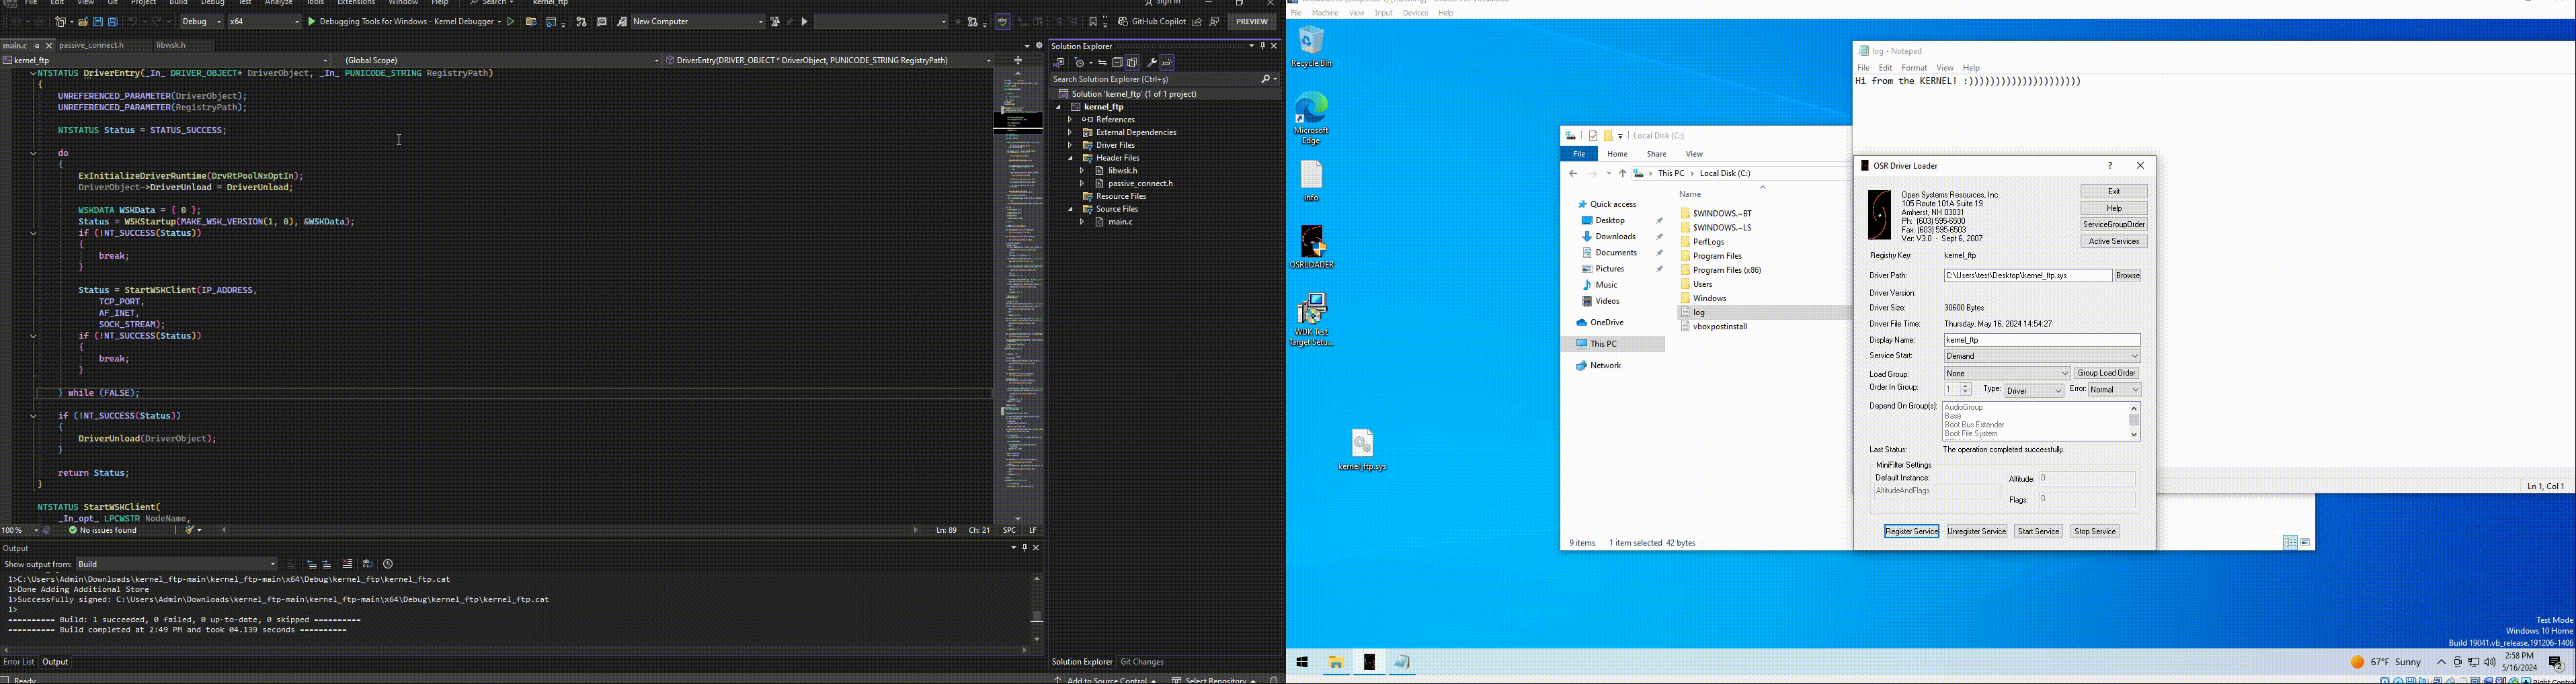 File Edit View Git Project Build Debug Test Analyze Tools Extensions Window Help Search kernel_ftp Sign in
Debug x64 Debugging Tools for Windows - Kernel Debugger New Computer GitHub Copilot PREVIEW
main.c passive_connect.h libwsk.h
kernel_ftp (Global Scope) DriverEntry(DRIVER_OBJECT * DriverObject, PUNICODE_STRING RegistryPath)
NTSTATUS DriverEntry(_In_ DRIVER_OBJECT* DriverObject, _In_ PUNICODE_STRING RegistryPath)
{
UNREFERENCED_PARAMETER(DriverObject);
UNREFERENCED_PARAMETER(RegistryPath);
NTSTATUS Status = STATUS_SUCCESS;
do
{
ExInitializeDriverRuntime(DrvRtPoolNxOptIn);
DriverObject->DriverUnload = DriverUnload;
WSKDATA WSKData = { 0 };
Status = WSKStartup(MAKE_WSK_VERSION(1, 0), &WSKData);
if (!NT_SUCCESS(Status))
{
break;
}
Status = StartWSKClient(IP_ADDRESS,
TCP_PORT,
AF_INET,
SOCK_STREAM);
if (!NT_SUCCESS(Status))
{
break;
}
} while (FALSE);
if (!NT_SUCCESS(Status))
{
DriverUnload(DriverObject);
}
return Status;
}
NTSTATUS StartWSKClient(
_In_opt_ LPCWSTR NodeName,
100 % No issues found Ln: 89 Ch: 21 SPC LF
Output
Show output from: Build
1>C:\Users\Admin\Downloads\kernel_ftp-main\kernel_ftp-main\x64\Debug\kernel_ftp\kernel_ftp.cat
1>Done Adding Additional Store
1>Successfully signed: C:\Users\Admin\Downloads\kernel_ftp-main\kernel_ftp-main\x64\Debug\kernel_ftp\kernel_ftp.cat
1>
========== Build: 1 succeeded, 0 failed, 0 up-to-date, 0 skipped ==========
========== Build completed at 2:49 PM and took 04.139 seconds ==========
Error List Output
Ready
Solution Explorer
Search Solution Explorer (Ctrl+ş)
Solution 'kernel_ftp' (1 of 1 project)
kernel_ftp
References
External Dependencies
Driver Files
Header Files
libwsk.h
passive_connect.h
Resource Files
Source Files
main.c
Solution Explorer Git Changes
Add to Source Control Select Repository
File Machine View Input Devices Help
Recycle Bin
Microsoft
Edge
info
OSRLOADER
WDK Test
Target Setu...
kernel_ftp.sys
Local Disk (C:)
File Home Share View
This PC Local Disk (C:)
Name
Quick access
Desktop
Downloads
Documents
Pictures
Music
Videos
OneDrive
This PC
Network
$WINDOWS.~BT
$WINDOWS.~LS
PerfLogs
Program Files
Program Files (x86)
Users
Windows
log
vboxpostinstall
9 items 1 item selected 42 bytes
log - Notepad
File Edit Format View Help
Hi from the KERNEL! :)))))))))))))))))))))
Ln 1, Col 1
OSR Driver Loader
Open Systems Resources, Inc.
105 Route 101A Suite 19
Amherst, NH 03031
Ph: (603) 595-6500
Fax: (603) 595-6503
Ver: V3.0 - Sept 6, 2007
Exit
Help
ServiceGroupOrder
Active Services
Registry Key: kernel_ftp
Driver Path: C:\Users\test\Desktop\kernel_ftp.sys Browse
Driver Version:
Driver Size: 30600 Bytes
Driver File Time: Thursday, May 16, 2024 14:54:27
Display Name: kernel_ftp
Service Start: Demand
Load Group: None Group Load Order
Order In Group: 1 Type: Driver Error: Normal
Depend On Group(s): AudioGroup
Base
Boot Bus Extender
Boot File System
Last Status: The operation completed successfully.
MiniFilter Settings
Default Instance: Altitude: 0
AltitudeAndFlags Flags: 0
Register Service Unregister Service Start Service Stop Service
Test Mode
Windows 10 Home
Build 19041.vb_release.191206-1406
67°F Sunny 2:58 PM
5/16/2024
2
Right Control